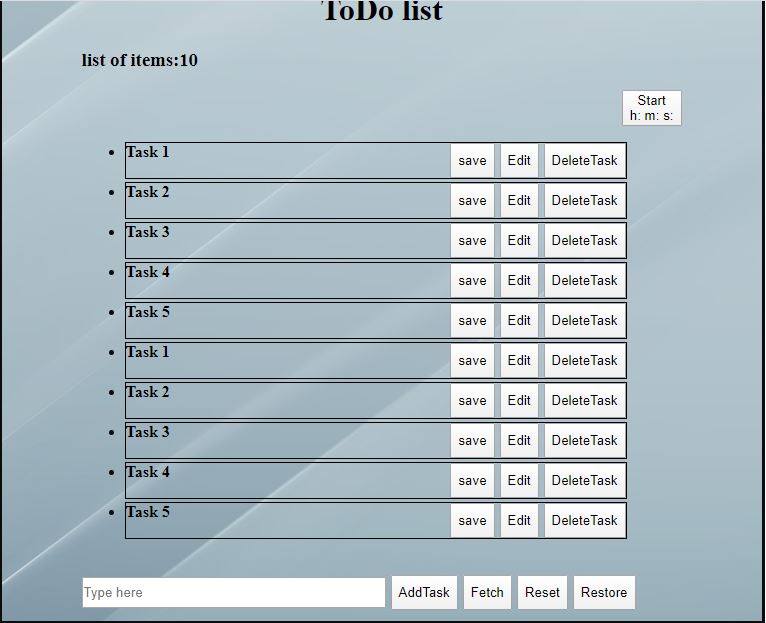 ToDo list
list of items:10
Start
h: m: s:
Task 1 save Edit DeleteTask
Task 2 save Edit DeleteTask
Task 3 save Edit DeleteTask
Task 4 save Edit DeleteTask
Task 5 save Edit DeleteTask
Task 1 save Edit DeleteTask
Task 2 save Edit DeleteTask
Task 3 save Edit DeleteTask
Task 4 save Edit DeleteTask
Task 5 save Edit DeleteTask
Type here AddTask Fetch Reset Restore